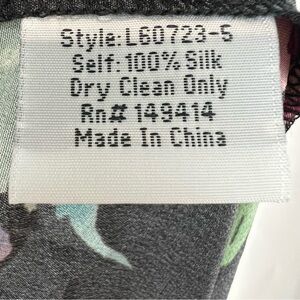 Style:L60723-5
Self:100% Silk
Dry Clean Only
Rn# 149414
Made In China